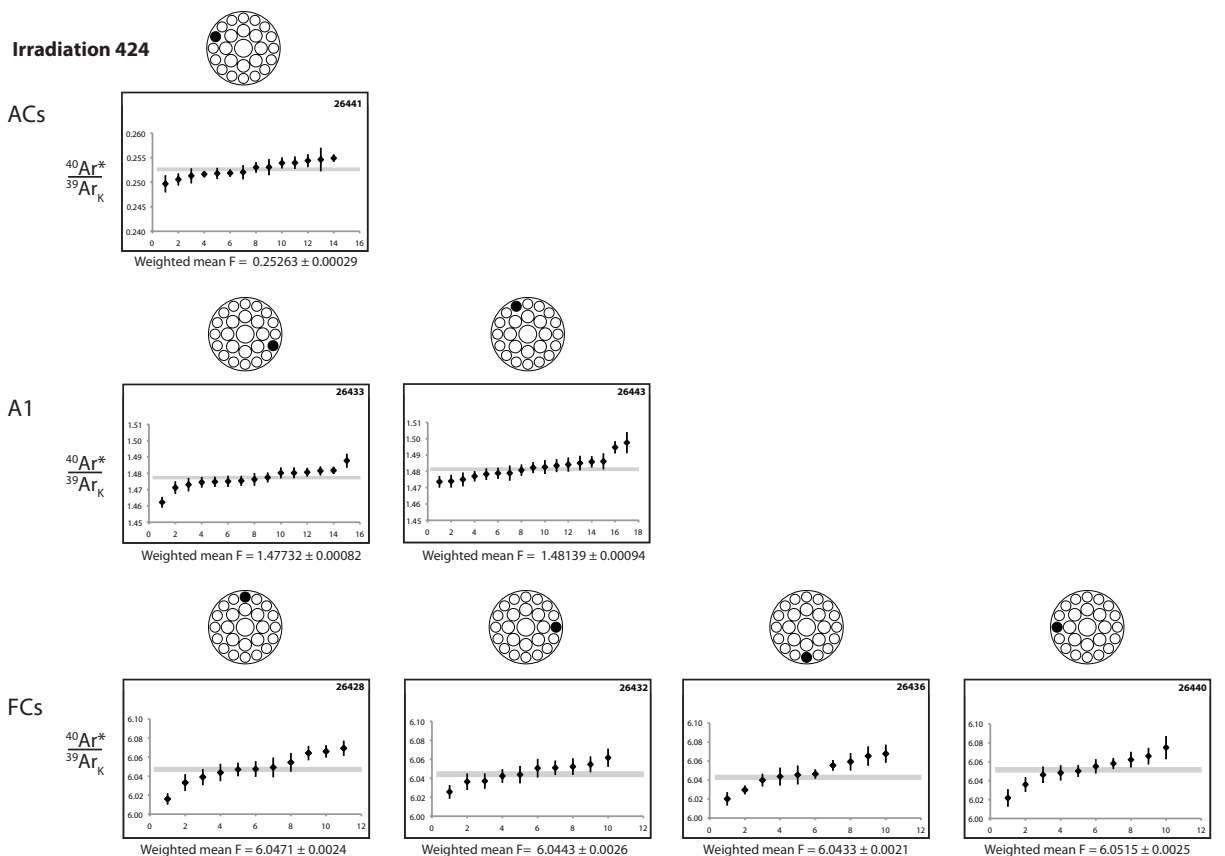 Irradiation 424
ACs
26441
40Ar*
39ArK
0.260
0.255
0.250
0.245
0.240
0 2 4 6 8 10 12 14 16
Weighted mean F = 0.25263 ± 0.00029
A1
26433
40Ar*
39ArK
1.51
1.50
1.49
1.48
1.47
1.46
1.45
0 2 4 6 8 10 12 14 16
Weighted mean F = 1.47732 ± 0.00082
26443
1.51
1.50
1.49
1.48
1.47
1.46
1.45
0 2 4 6 8 10 12 14 16 18
Weighted mean F = 1.48139 ± 0.00094
FCs
26428
40Ar*
39ArK
6.10
6.08
6.06
6.04
6.02
6.00
0 2 4 6 8 10 12
Weighted mean F = 6.0471 ± 0.0024
26432
6.10
6.08
6.06
6.04
6.02
6.00
0 2 4 6 8 10 12
Weighted mean F= 6.0443 ± 0.0026
26436
6.10
6.08
6.06
6.04
6.02
6.00
0 2 4 6 8 10 12
Weighted mean F = 6.0433 ± 0.0021
26440
6.10
6.08
6.06
6.04
6.02
6.00
0 2 4 6 8 10 12
Weighted mean F = 6.0515 ± 0.0025